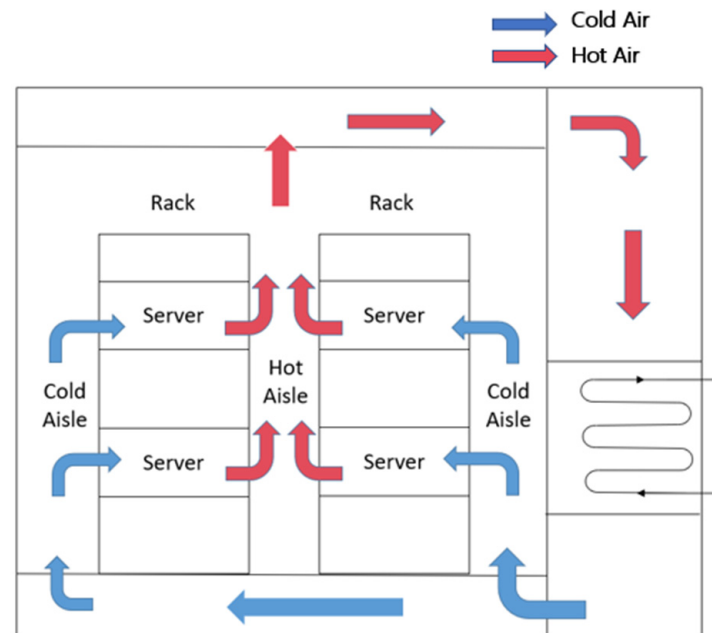 Cold Air
Hot Air
Rack
Rack
Server
Server
Cold
Aisle
Hot
Aisle
Cold
Aisle
Server
Server